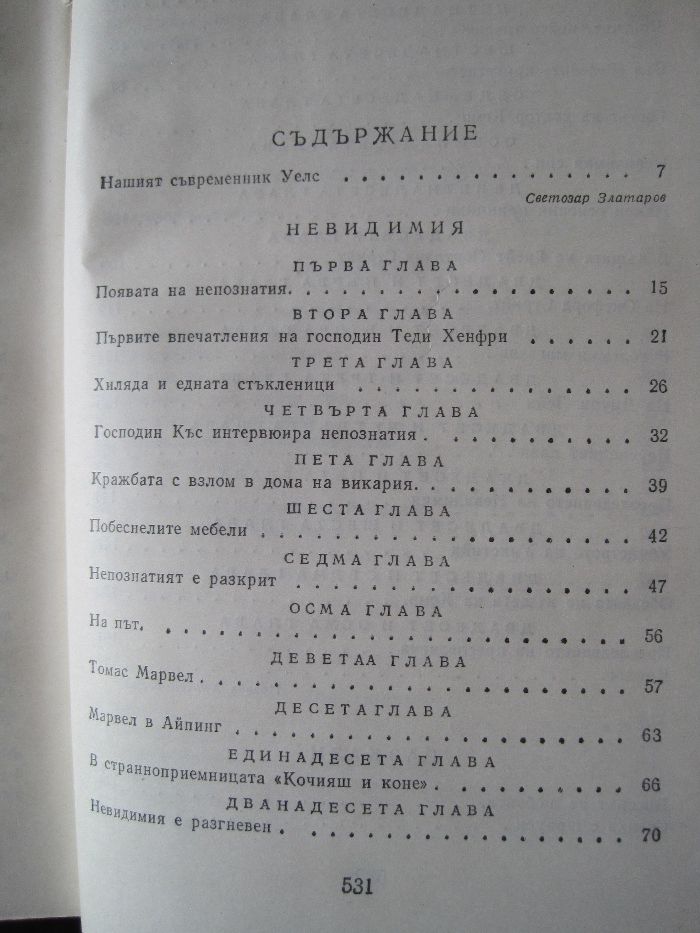 СЪДЪРЖАНИЕ
Нашият съвременник Уелс . . . . . . . . . . . . . . . . 7
Светозар Златаров
НЕВИДИМИЯ
ПЪРВА ГЛАВА
Появата на непознатия. . . . . . . . . . . . . . . . . . 15
ВТОРА ГЛАВА
Първите впечатления на господин Теди Хенфри . . . . . 21
ТРЕТА ГЛАВА
Хиляда и едната стъкленици . . . . . . . . . . . . . . 26
ЧЕТВЪРТА ГЛАВА
Господин Къс интервюира непознатия . . . . . . . . . . 32
ПЕТА ГЛАВА
Кражбата с взлом в дома на викария. . . . . . . . . . . 39
ШЕСТА ГЛАВА
Побеснелите мебели . . . . . . . . . . . . . . . . . . 42
СЕДМА ГЛАВА
Непознатият е разкрит . . . . . . . . . . . . . . . . . 47
ОСМА ГЛАВА
На път. . . . . . . . . . . . . . . . . . . . . . . . 56
ДЕВЕТАА ГЛАВА
Томас Марвел . . . . . . . . . . . . . . . . . . . . . 57
ДЕСЕТА ГЛАВА
Марвел в Айпинг . . . . . . . . . . . . . . . . . . . 63
ЕДИНАДЕСЕТА ГЛАВА
В странноприемницата «Кочияш и коне» . . . . . . . . . 66
ДВАНАДЕСЕТА ГЛАВА
Невидимия е разгневен . . . . . . . . . . . . . . . . 70
531